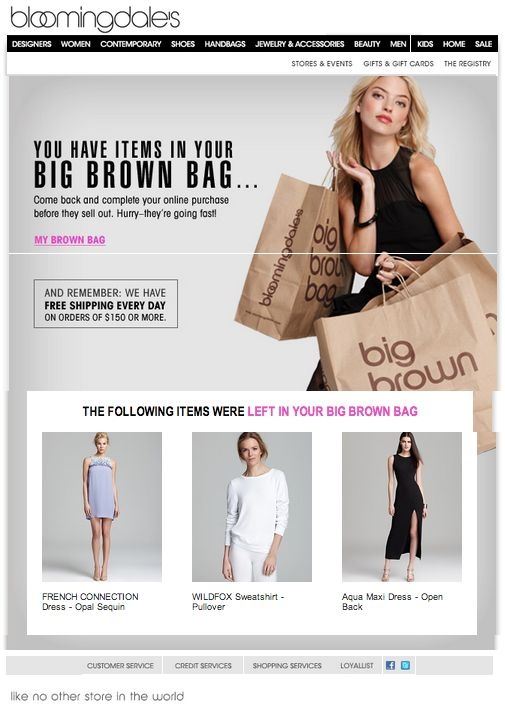 bloomingdale's
DESIGNERS WOMEN CONTEMPORARY SHOES HANDBAGS JEWELRY & ACCESSORIES BEAUTY MEN KIDS HOME SALE
STORES & EVENTS GIFTS & GIFT CARDS THE REGISTRY
YOU HAVE ITEMS IN YOUR
BIG BROWN BAG...
Come back and complete your online purchase
before they sell out. Hurry–they're going fast!
MY BROWN BAG
AND REMEMBER: WE HAVE
FREE SHIPPING EVERY DAY
ON ORDERS OF $150 OR MORE.
bloomingdale's
big
brown
bag
big
brown
THE FOLLOWING ITEMS WERE LEFT IN YOUR BIG BROWN BAG
FRENCH CONNECTION
Dress - Opal Sequin
WILDFOX Sweatshirt -
Pullover
Aqua Maxi Dress - Open
Back
CUSTOMER SERVICE CREDIT SERVICES SHOPPING SERVICES LOYALLIST
like no other store in the world